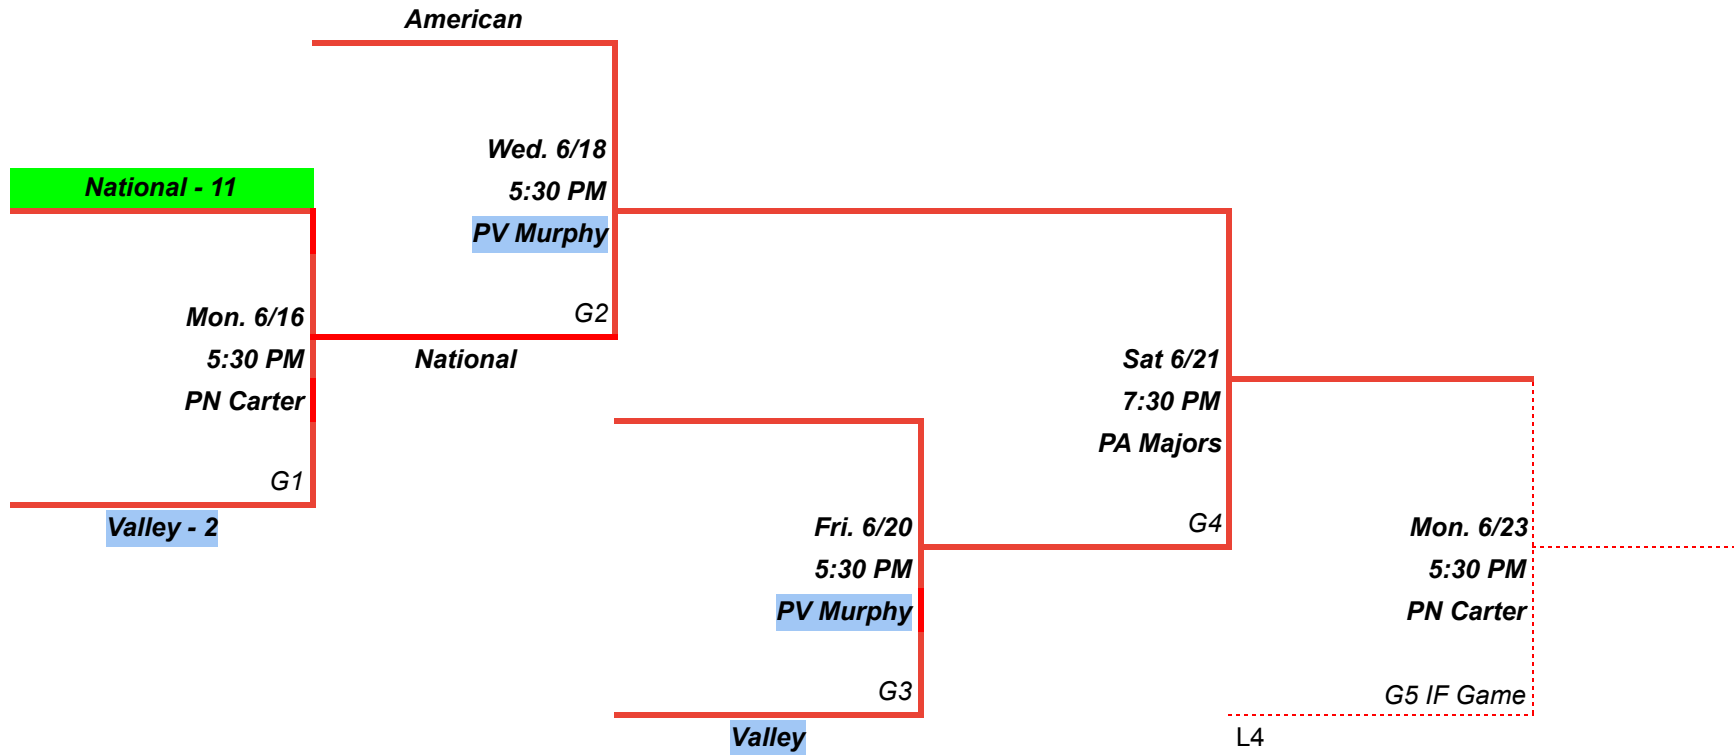 American
Wed. 6/18
5:30 PM
PV Murphy
G2
National - 11
Mon. 6/16
5:30 PM
PN Carter
G1
Valley - 2
National
Sat 6/21
7:30 PM
PA Majors
G4
Fri. 6/20
5:30 PM
PV Murphy
G3
Valley
Mon. 6/23
5:30 PM
PN Carter
G5 IF Game
L4